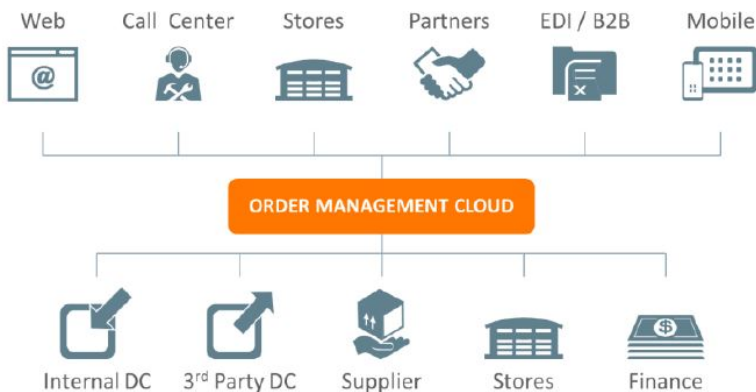 Web Call Center Stores Partners EDI / B2B Mobile
@
X
ORDER MANAGEMENT CLOUD
$
Internal DC 3rd Party DC Supplier Stores Finance